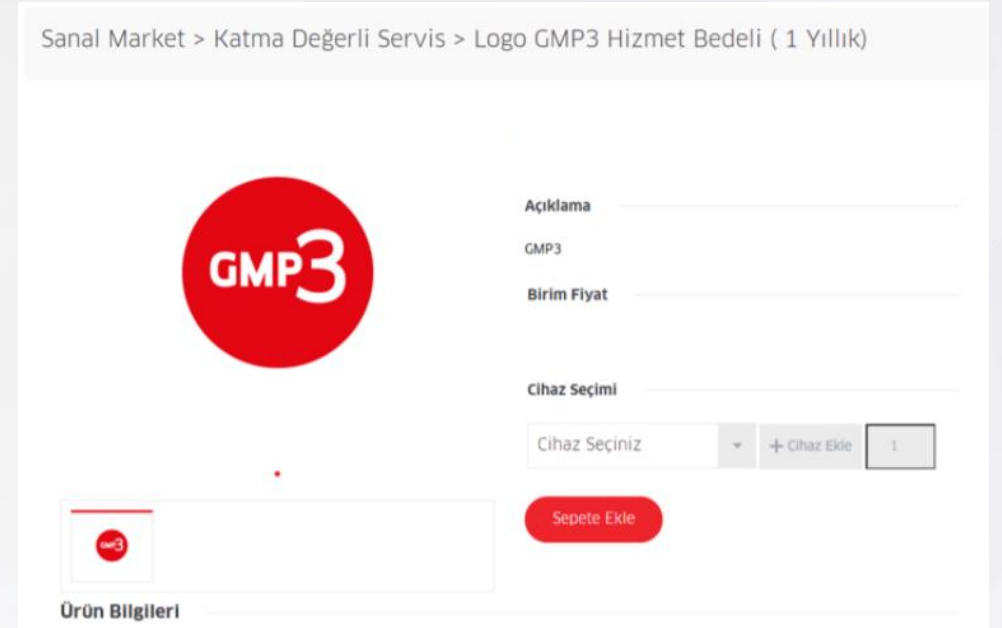 Sanal Market > Katma Değerli Servis > Logo GMP3 Hizmet Bedeli ( 1 Yıllık)
GMP3
Açıklama
GMP3
Birim Fiyat
Cihaz Seçimi
Cihaz Seçiniz
+ Cihaz Ekle
1
Sepete Ekle
GMP3
Ürün Bilgileri